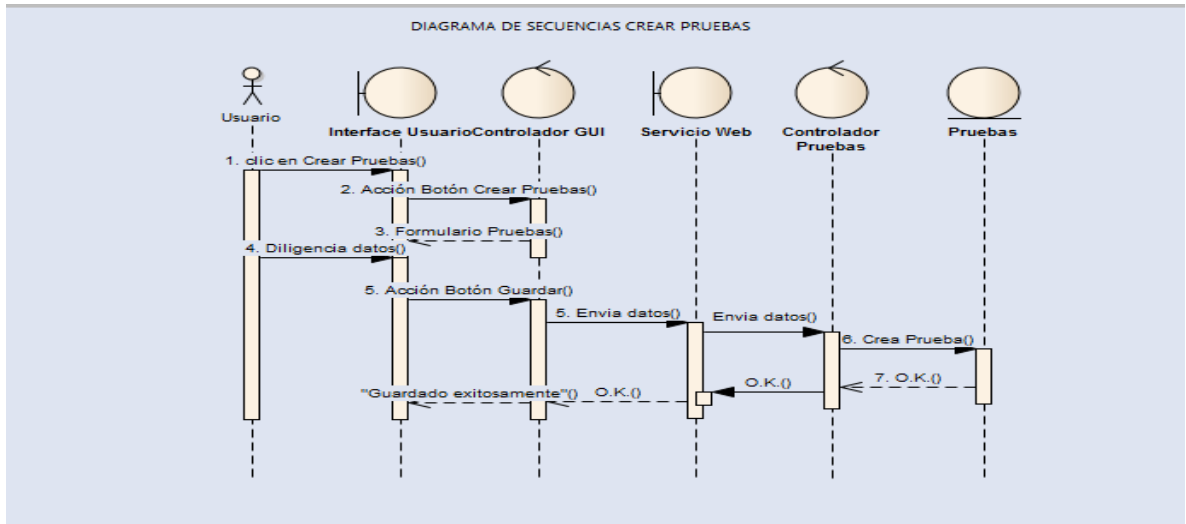 DIAGRAMA DE SECUENCIAS CREAR PRUEBAS
Usuario
Interface Usuario
Controlador GUI
Servicio Web
Controlador
Pruebas
Pruebas
1. clic en Crear Pruebas()
2. Acción Botón Crear Pruebas()
3. Formulario Pruebas()
4. Diligencia datos()
5. Acción Botón Guardar()
5. Envia datos()
Envia datos()
6. Crea Prueba()
7. O.K.()
O.K.()
O.K.()
"Guardado exitosamente"()